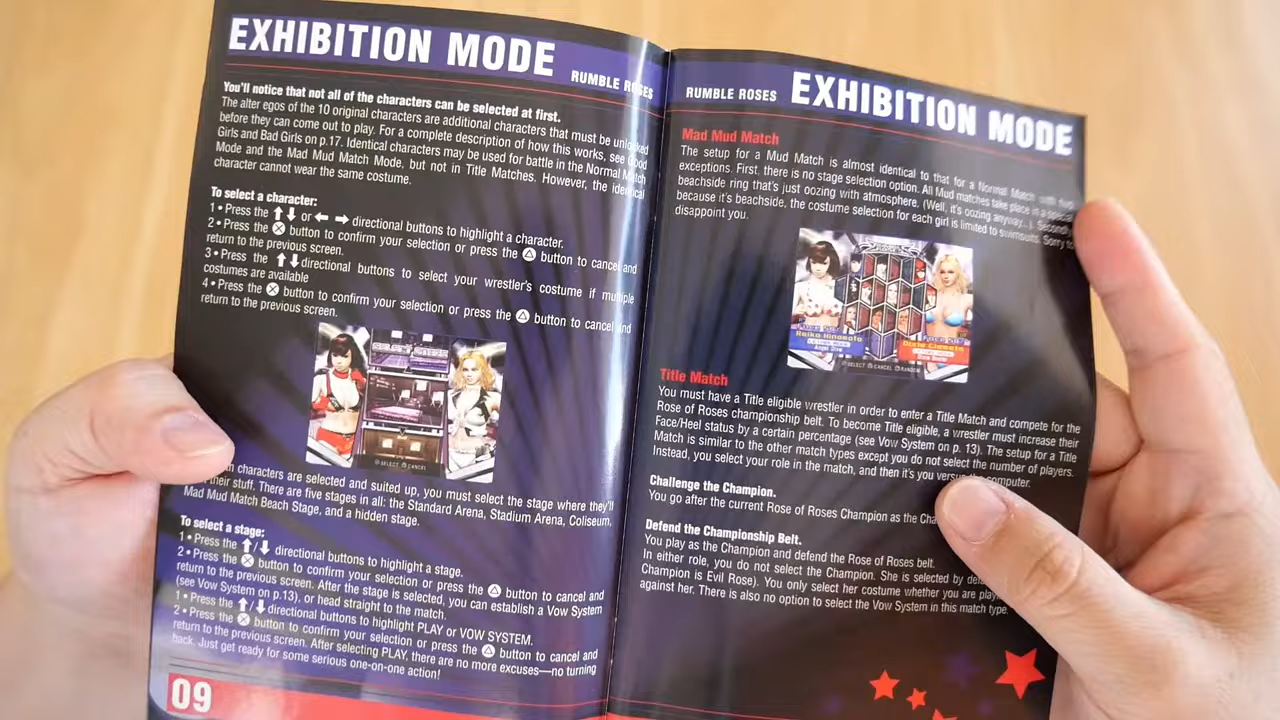 EXHIBITION MODE
RUMBLE ROSES
You'll notice that not all of the characters can be selected at first.
The alter egos of the 10 original characters are additional characters that must be unlocked
before they can come out to play. For a complete description of how this works, see Good
Girls and Bad Girls on p.17. Identical characters may be used for battle in the Normal Match
Mode and the Mad Mud Match Mode, but not in Title Matches. However, the identical
character cannot wear the same costume.
To select a character:
1 • Press the ⬆⬇ or ⬅ ➡ directional buttons to highlight a character.
2 • Press the ⓧ button to confirm your selection or press the △ button to cancel and
return to the previous screen.
3 • Press the ⬆⬇directional buttons to select your wrestler's costume if multiple
costumes are available
4 • Press the ⓧ button to confirm your selection or press the △ button to cancel and
return to the previous screen.
SELECT CANCEL
characters are selected and suited up, you must select the stage where they'll
their stuff. There are five stages in all: the Standard Arena, Stadium Arena, Coliseum,
Mad Mud Match Beach Stage, and a hidden stage.
To select a stage:
1 • Press the ⬆/⬇ directional buttons to highlight a stage.
2 • Press the ⓧ button to confirm your selection or press the △ button to cancel and
return to the previous screen. After the stage is selected, you can establish a Vow System
(see Vow System on p.13), or head straight to the match.
1 • Press the ⬆/⬇directional buttons to highlight PLAY or VOW SYSTEM.
2 • Press the ⓧ button to confirm your selection or press the △ button to cancel and
return to the previous screen. After selecting PLAY, there are no more excuses—no turning
back. Just get ready for some serious one-on-one action!
09
RUMBLE ROSES
EXHIBITION MODE
Mad Mud Match
The setup for a Mud Match is almost identical to that for a Normal Match with two
exceptions. First, there is no stage selection option. All Mud matches take place in a
beachside ring that's just oozing with atmosphere. (Well, it's oozing anyway...). Second,
because it's beachside, the costume selection for each girl is limited to swimsuits. Sorry to
disappoint you.
Reiko Hinomoto
Dixie Clemets
SELECT CANCEL RANDOM
Title Match
You must have a Title eligible wrestler in order to enter a Title Match and compete for the
Rose of Roses championship belt. To become Title eligible, a wrestler must increase their
Face/Heel status by a certain percentage (see Vow System on p. 13). The setup for a Title
Match is similar to the other match types except you do not select the number of players.
Instead, you select your role in the match, and then it's you versus the computer.
Challenge the Champion.
You go after the current Rose of Roses Champion as the
Defend the Championship Belt.
You play as the Champion and defend the Rose of Roses belt.
In either role, you do not select the Champion. She is selected by
Champion is Evil Rose). You only select her costume whether you are
against her. There is also no option to select the Vow System in this match type.